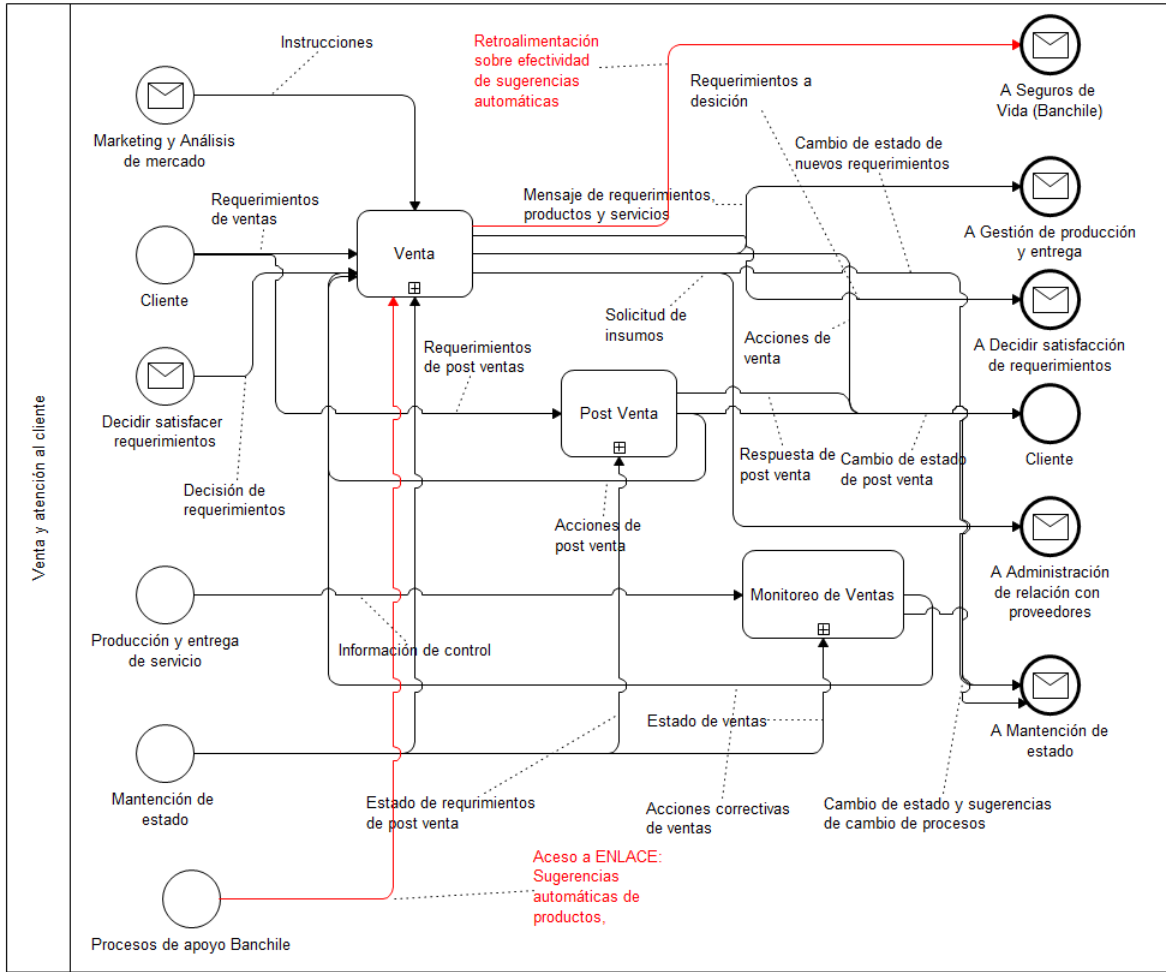 Venta y atención al cliente
Instrucciones
Retroalimentación
sobre efectividad
de sugerencias
automáticas
A Seguros de
Vida (Banchile)
Requerimientos a
desición
Marketing y Análisis
de mercado
Cambio de estado de
nuevos requerimientos
Requerimientos
de ventas
Mensaje de requerimientos,
productos y servicios
A Gestión de producción
y entrega
Venta
Cliente
Solicitud de
insumos
Acciones de
venta
A Decidir satisfacción
de requerimientos
Requerimientos
de post ventas
Decidir satisfacer
requerimientos
Post Venta
Cliente
Respuesta de
post venta
Cambio de estado
de post venta
Decisión de
requerimientos
Acciones de
post venta
A Administración
de relación con
proveedores
Monitoreo de Ventas
Producción y entrega
de servicio
Información de control
Estado de ventas
A Mantención de
estado
Mantención de
estado
Estado de requrimientos
de post venta
Acciones correctivas
de ventas
Cambio de estado y sugerencias
de cambio de procesos
Aceso a ENLACE:
Sugerencias
automáticas de
productos,
Procesos de apoyo Banchile